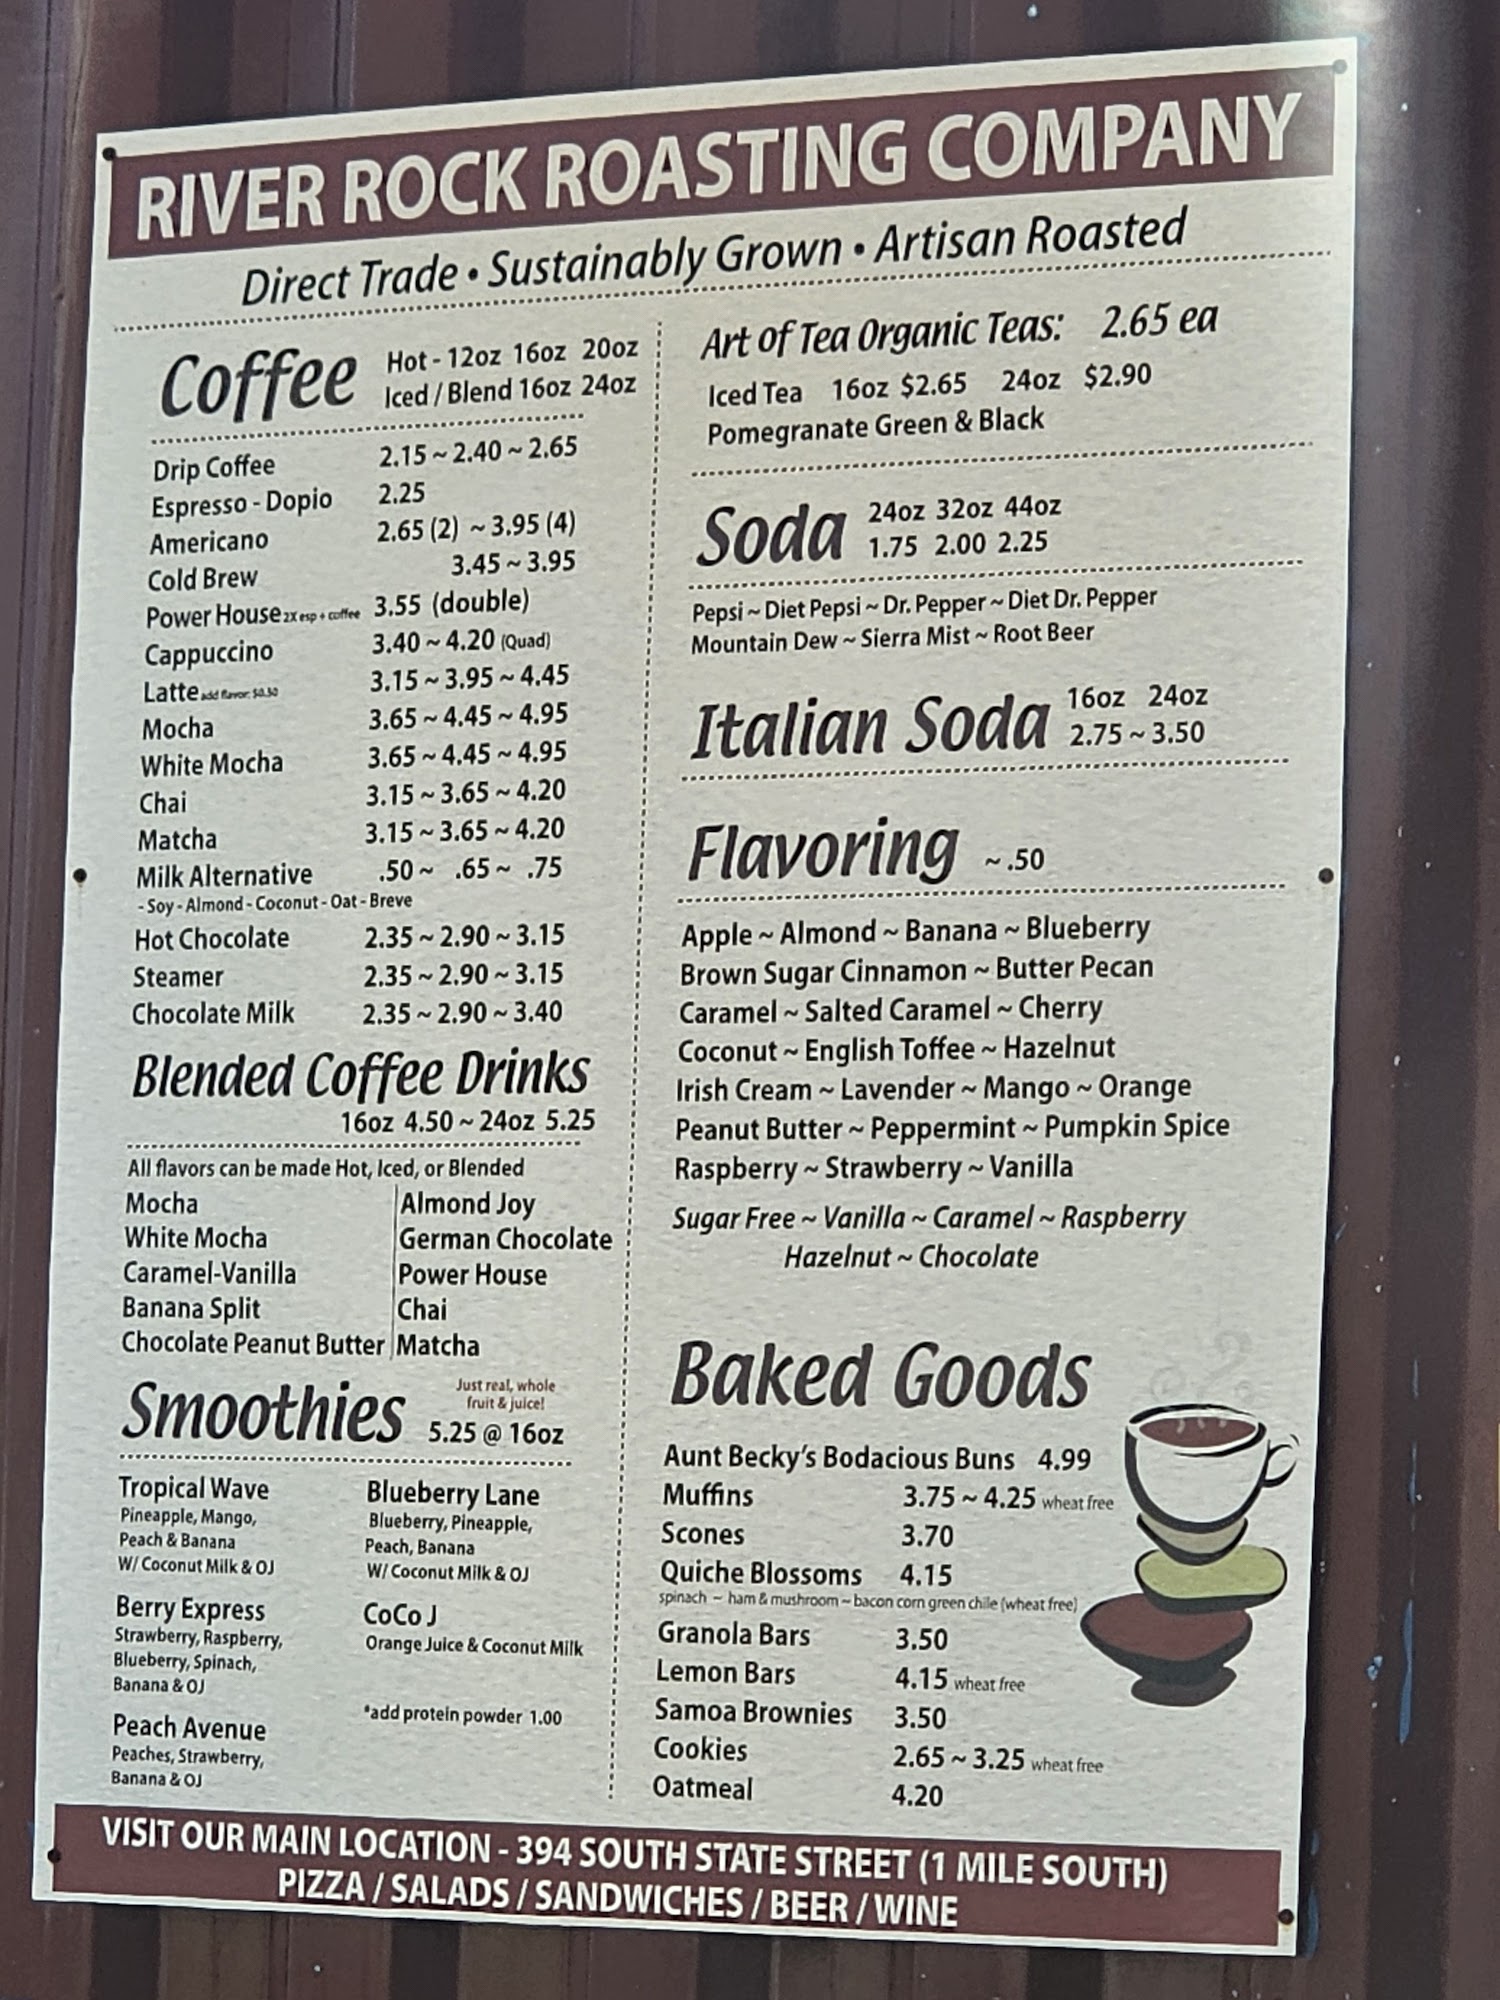 RIVER ROCK ROASTING COMPANY
Direct Trade • Sustainably Grown • Artisan Roasted
Coffee
Hot - 12oz 16oz 20oz
Iced / Blend 16oz 24oz
Drip Coffee 2.15 ~ 2.40 ~ 2.65
Espresso - Dopio 2.25
Americano 2.65 (2) ~ 3.95 (4)
Cold Brew 3.45 ~ 3.95
Power House 2X esp + coffee 3.55 (double)
Cappuccino 3.40 ~ 4.20 (Quad)
Latte add flavor: $0.50 3.15 ~ 3.95 ~ 4.45
Mocha 3.65 ~ 4.45 ~ 4.95
White Mocha 3.65 ~ 4.45 ~ 4.95
Chai 3.15 ~ 3.65 ~ 4.20
Matcha 3.15 ~ 3.65 ~ 4.20
Milk Alternative .50 ~ .65 ~ .75
- Soy - Almond - Coconut - Oat - Breve
Hot Chocolate 2.35 ~ 2.90 ~ 3.15
Steamer 2.35 ~ 2.90 ~ 3.15
Chocolate Milk 2.35 ~ 2.90 ~ 3.40
Blended Coffee Drinks
16oz 4.50 ~ 24oz 5.25
All flavors can be made Hot, Iced, or Blended
Mocha
White Mocha
Caramel-Vanilla
Banana Split
Chocolate Peanut Butter
Almond Joy
German Chocolate
Power House
Chai
Matcha
Smoothies
Just real, whole
fruit & juice!
5.25 @ 16oz
Tropical Wave
Pineapple, Mango,
Peach & Banana
W/ Coconut Milk & OJ
Berry Express
Strawberry, Raspberry,
Blueberry, Spinach,
Banana & OJ
Peach Avenue
Peaches, Strawberry,
Banana & OJ
Blueberry Lane
Blueberry, Pineapple,
Peach, Banana
W/ Coconut Milk & OJ
CoCo J
Orange Juice & Coconut Milk
*add protein powder 1.00
Art of Tea Organic Teas: 2.65 ea
Iced Tea 16oz $2.65 24oz $2.90
Pomegranate Green & Black
Soda
24oz 32oz 44oz
1.75 2.00 2.25
Pepsi ~ Diet Pepsi ~ Dr. Pepper ~ Diet Dr. Pepper
Mountain Dew ~ Sierra Mist ~ Root Beer
Italian Soda
16oz 24oz
2.75 ~ 3.50
Flavoring ~ .50
Apple ~ Almond ~ Banana ~ Blueberry
Brown Sugar Cinnamon ~ Butter Pecan
Caramel ~ Salted Caramel ~ Cherry
Coconut ~ English Toffee ~ Hazelnut
Irish Cream ~ Lavender ~ Mango ~ Orange
Peanut Butter ~ Peppermint ~ Pumpkin Spice
Raspberry ~ Strawberry ~ Vanilla
Sugar Free ~ Vanilla ~ Caramel ~ Raspberry
Hazelnut ~ Chocolate
Baked Goods
Aunt Becky's Bodacious Buns 4.99
Muffins 3.75 ~ 4.25 wheat free
Scones 3.70
Quiche Blossoms 4.15
spinach ~ ham & mushroom ~ bacon corn green chile (wheat free)
Granola Bars 3.50
Lemon Bars 4.15 wheat free
Samoa Brownies 3.50
Cookies 2.65 ~ 3.25 wheat free
Oatmeal 4.20
VISIT OUR MAIN LOCATION - 394 SOUTH STATE STREET (1 MILE SOUTH)
PIZZA / SALADS / SANDWICHES / BEER / WINE